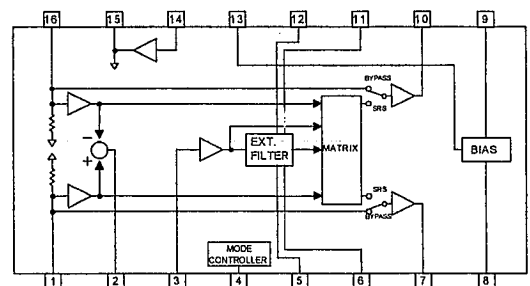 16 15 14 13 12 11 10 9
BYPASS
SRS
−
+
EXT.
FILTER
MATRIX
BIAS
SRS
BYPASS
MODE
CONTROLLER
1 2 3 4 5 6 7 8